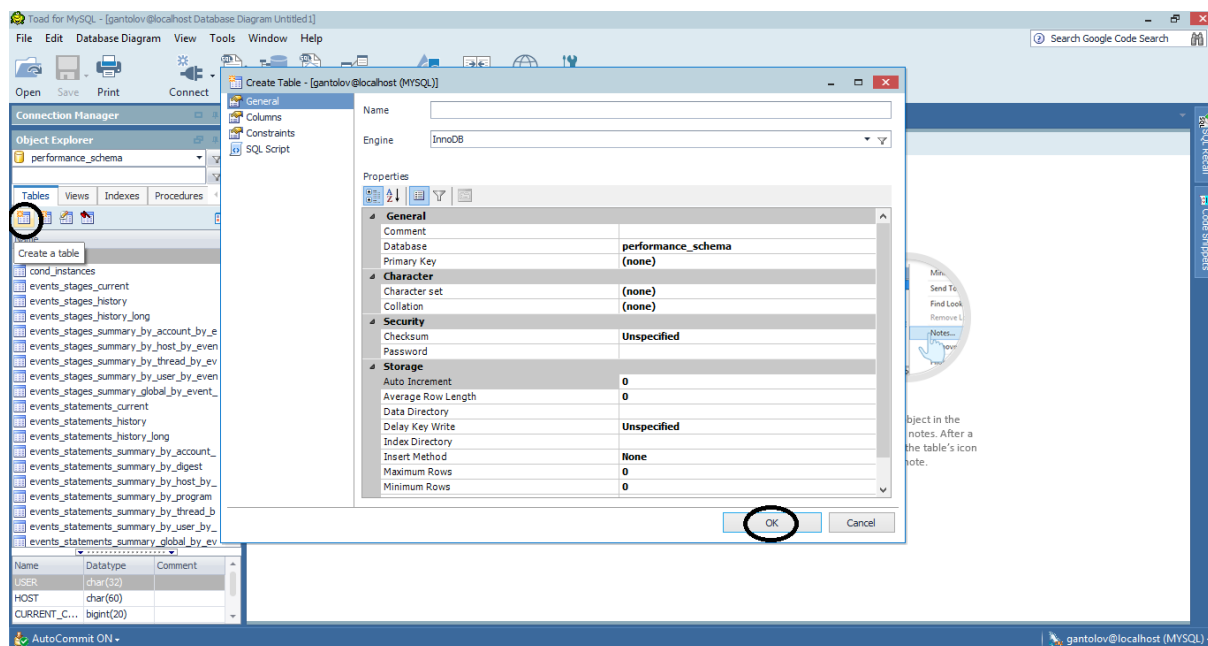 Toad for MySQL - [gantolov@localhost Database Diagram Untitled1]
File Edit Database Diagram View Tools Window Help
Search Google Code Search
Open Save Print Connect
Connection Manager
Object Explorer
performance_schema
Tables Views Indexes Procedures
Create a table
cond_instances
events_stages_current
events_stages_history
events_stages_history_long
events_stages_summary_by_account_by_e
events_stages_summary_by_host_by_even
events_stages_summary_by_thread_by_ev
events_stages_summary_by_user_by_even
events_stages_summary_global_by_event_
events_statements_current
events_statements_history
events_statements_history_long
events_statements_summary_by_account_
events_statements_summary_by_digest
events_statements_summary_by_host_by_
events_statements_summary_by_program
events_statements_summary_by_thread_b
events_statements_summary_by_user_by_
events_statements_summary_global_by_ev
Name Datatype Comment
USER char(32)
HOST char(60)
CURRENT_C... bigint(20)
AutoCommit ON
Create Table - [gantolov@localhost (MYSQL)]
General
Columns
Constraints
SQL Script
Name
Engine InnoDB
Properties
General
Comment
Database performance_schema
Primary Key (none)
Character
Character set (none)
Collation (none)
Security
Checksum Unspecified
Password
Storage
Auto Increment 0
Average Row Length 0
Data Directory
Delay Key Write Unspecified
Index Directory
Insert Method None
Maximum Rows 0
Minimum Rows 0
OK Cancel
Send To
Find Look
Remove L
Notes...
bject in the
notes. After a
the table's icon
note.
SQL Recall
Code Snippets
gantolov@localhost (MYSQL)